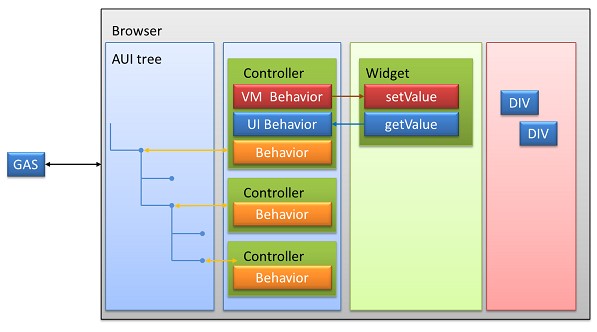 Browser
AUI tree
Controller
VM Behavior
UI Behavior
Behavior
Controller
Behavior
Controller
Behavior
Widget
setValue
getValue
DIV
DIV
GAS